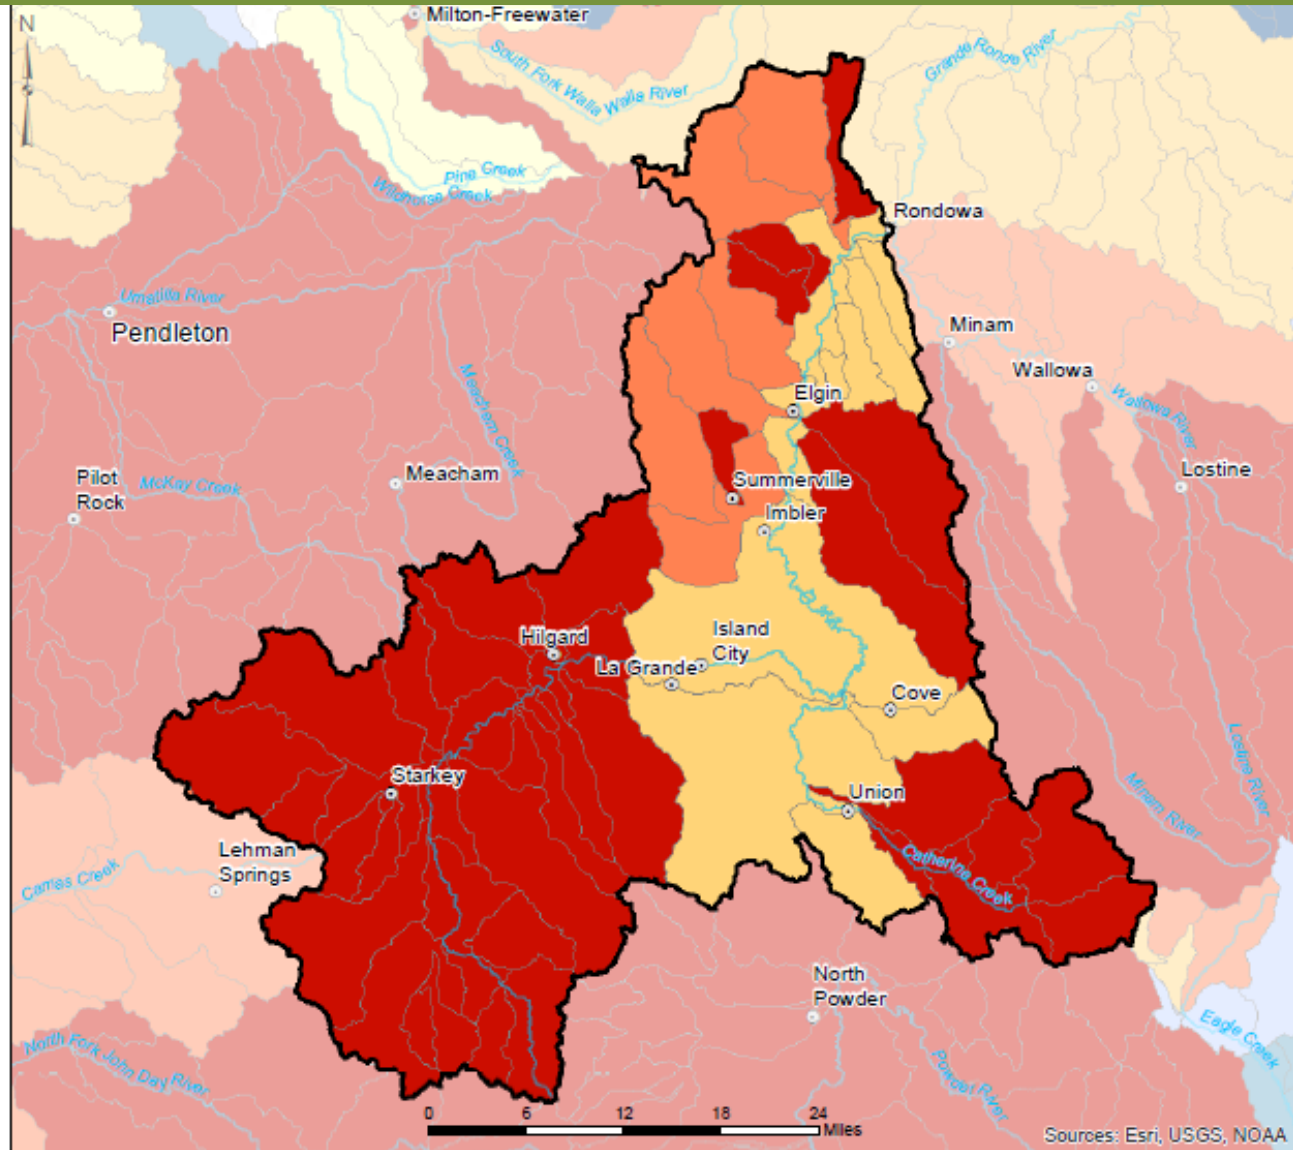 N
Milton-Freewater
South Fork Walla Walla River
Grande Ronde River
Pine Creek
Wildhorse Creek
Rondowa
Umatilla River
Pendleton
Minam
Wallowa
Wallowa River
Meacham Creek
Elgin
Pilot
Rock
McKay Creek
Meacham
Summerville
Lostine
Imbler
Hilgard
Island
City
La Grande
Cove
Lostine River
Starkey
Union
Minam River
Lehman
Springs
Camas Creek
Catherine Creek
North
Powder
Eagle Creek
North Fork John Day River
Powder River
0 6 12 18 24
Miles
Sources: Esri, USGS, NOAA